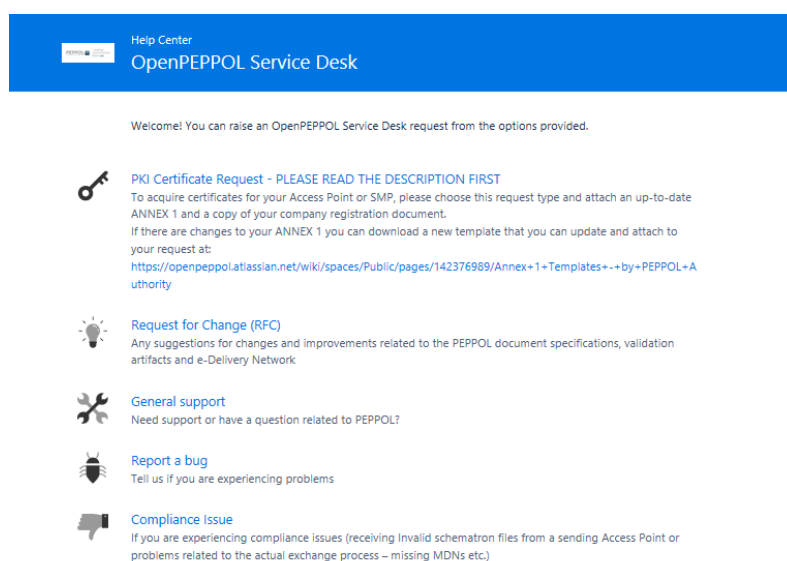 PEPPOL
Help Center
OpenPEPPOL Service Desk
Welcome! You can raise an OpenPEPPOL Service Desk request from the options provided.
PKI Certificate Request - PLEASE READ THE DESCRIPTION FIRST
To acquire certificates for your Access Point or SMP, please choose this request type and attach an up-to-date
ANNEX 1 and a copy of your company registration document.
If there are changes to your ANNEX 1 you can download a new template that you can update and attach to
your request at:
https://openpeppol.atlassian.net/wiki/spaces/Public/pages/142376989/Annex+1+Templates+-+by+PEPPOL+A
uthority
Request for Change (RFC)
Any suggestions for changes and improvements related to the PEPPOL document specifications, validation
artifacts and e-Delivery Network
General support
Need support or have a question related to PEPPOL?
Report a bug
Tell us if you are experiencing problems
Compliance Issue
If you are experiencing compliance issues (receiving Invalid schematron files from a sending Access Point or
problems related to the actual exchange process – missing MDNs etc.)